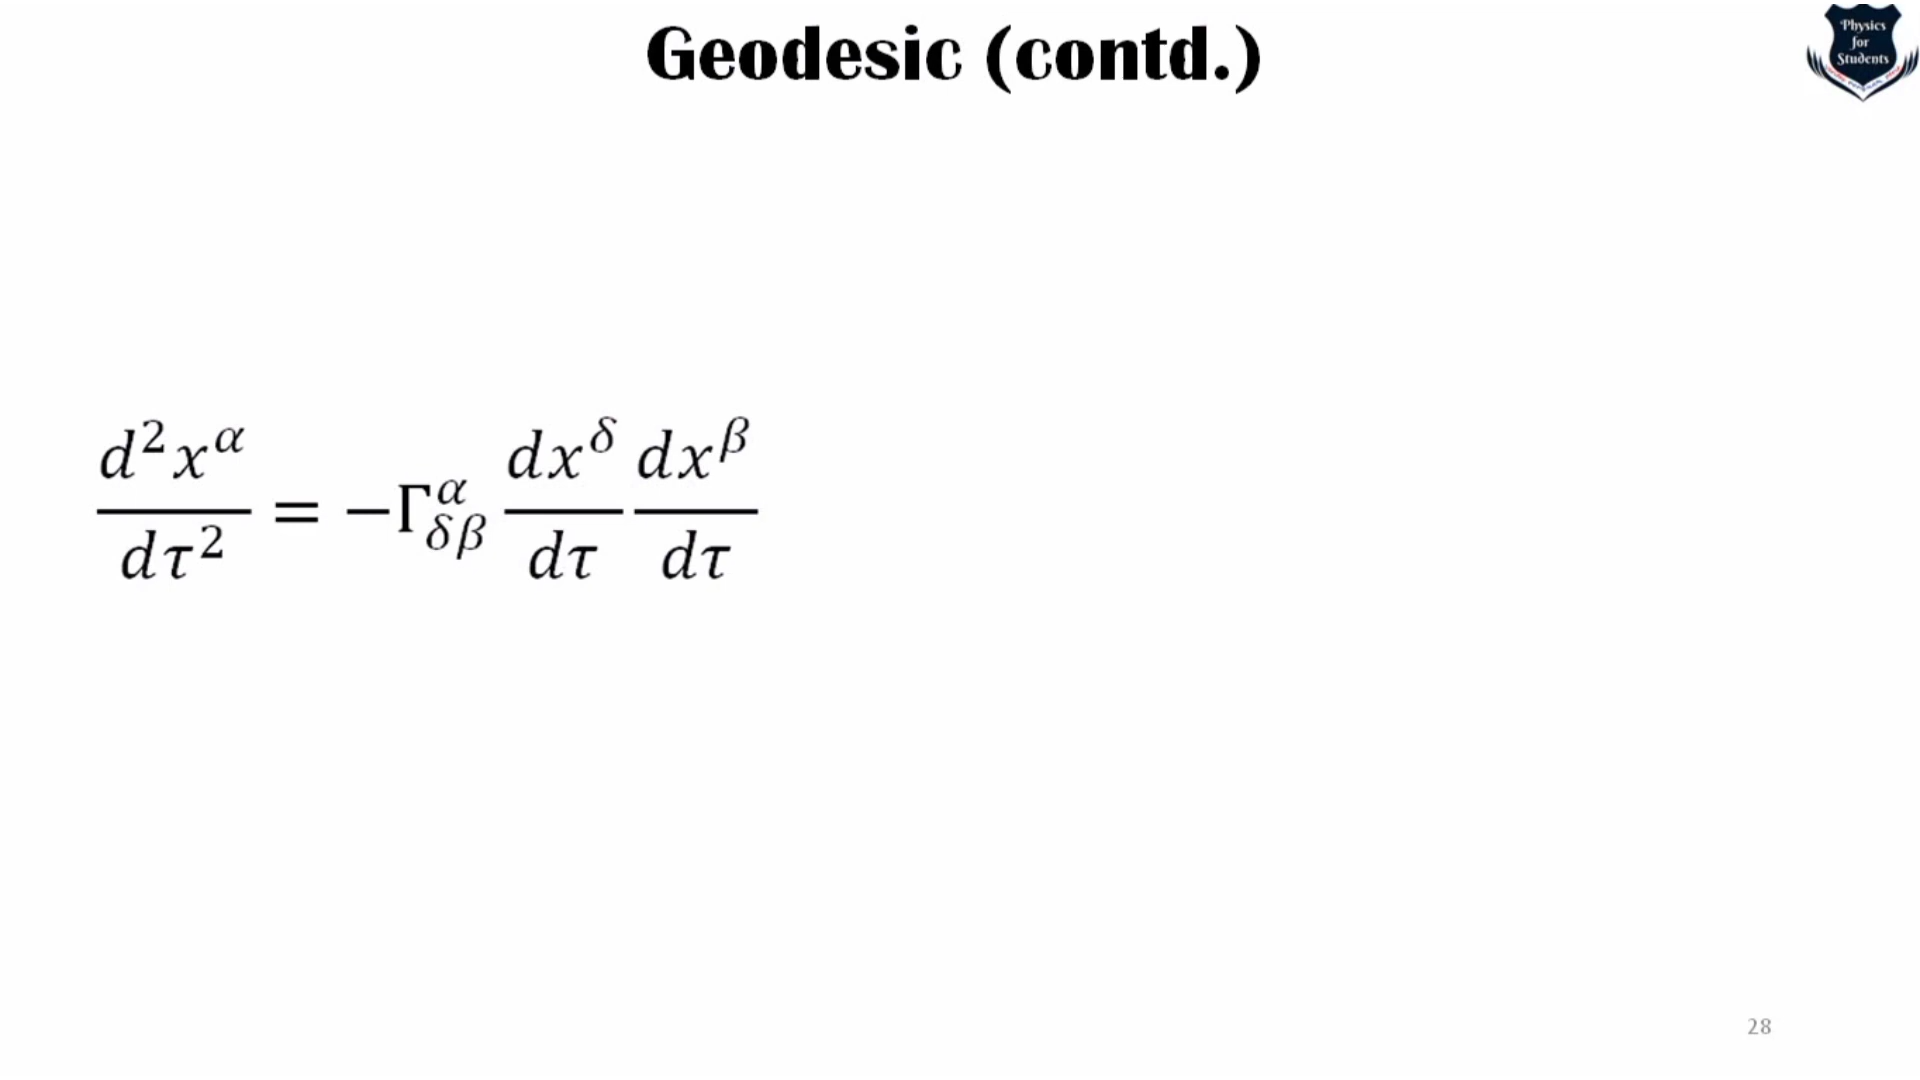 Geodesic (contd.)
Physics
for
Students
d²x^α/dτ² = −Γ^α_δβ dx^δ/dτ dx^β/dτ
28